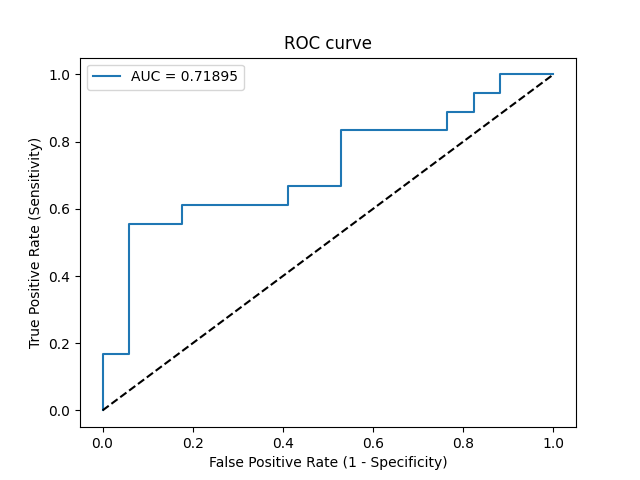 ROC curve
AUC = 0.71895
1.0
0.8
0.6
0.4
0.2
0.0
True Positive Rate (Sensitivity)
0.0 0.2 0.4 0.6 0.8 1.0
False Positive Rate (1 - Specificity)